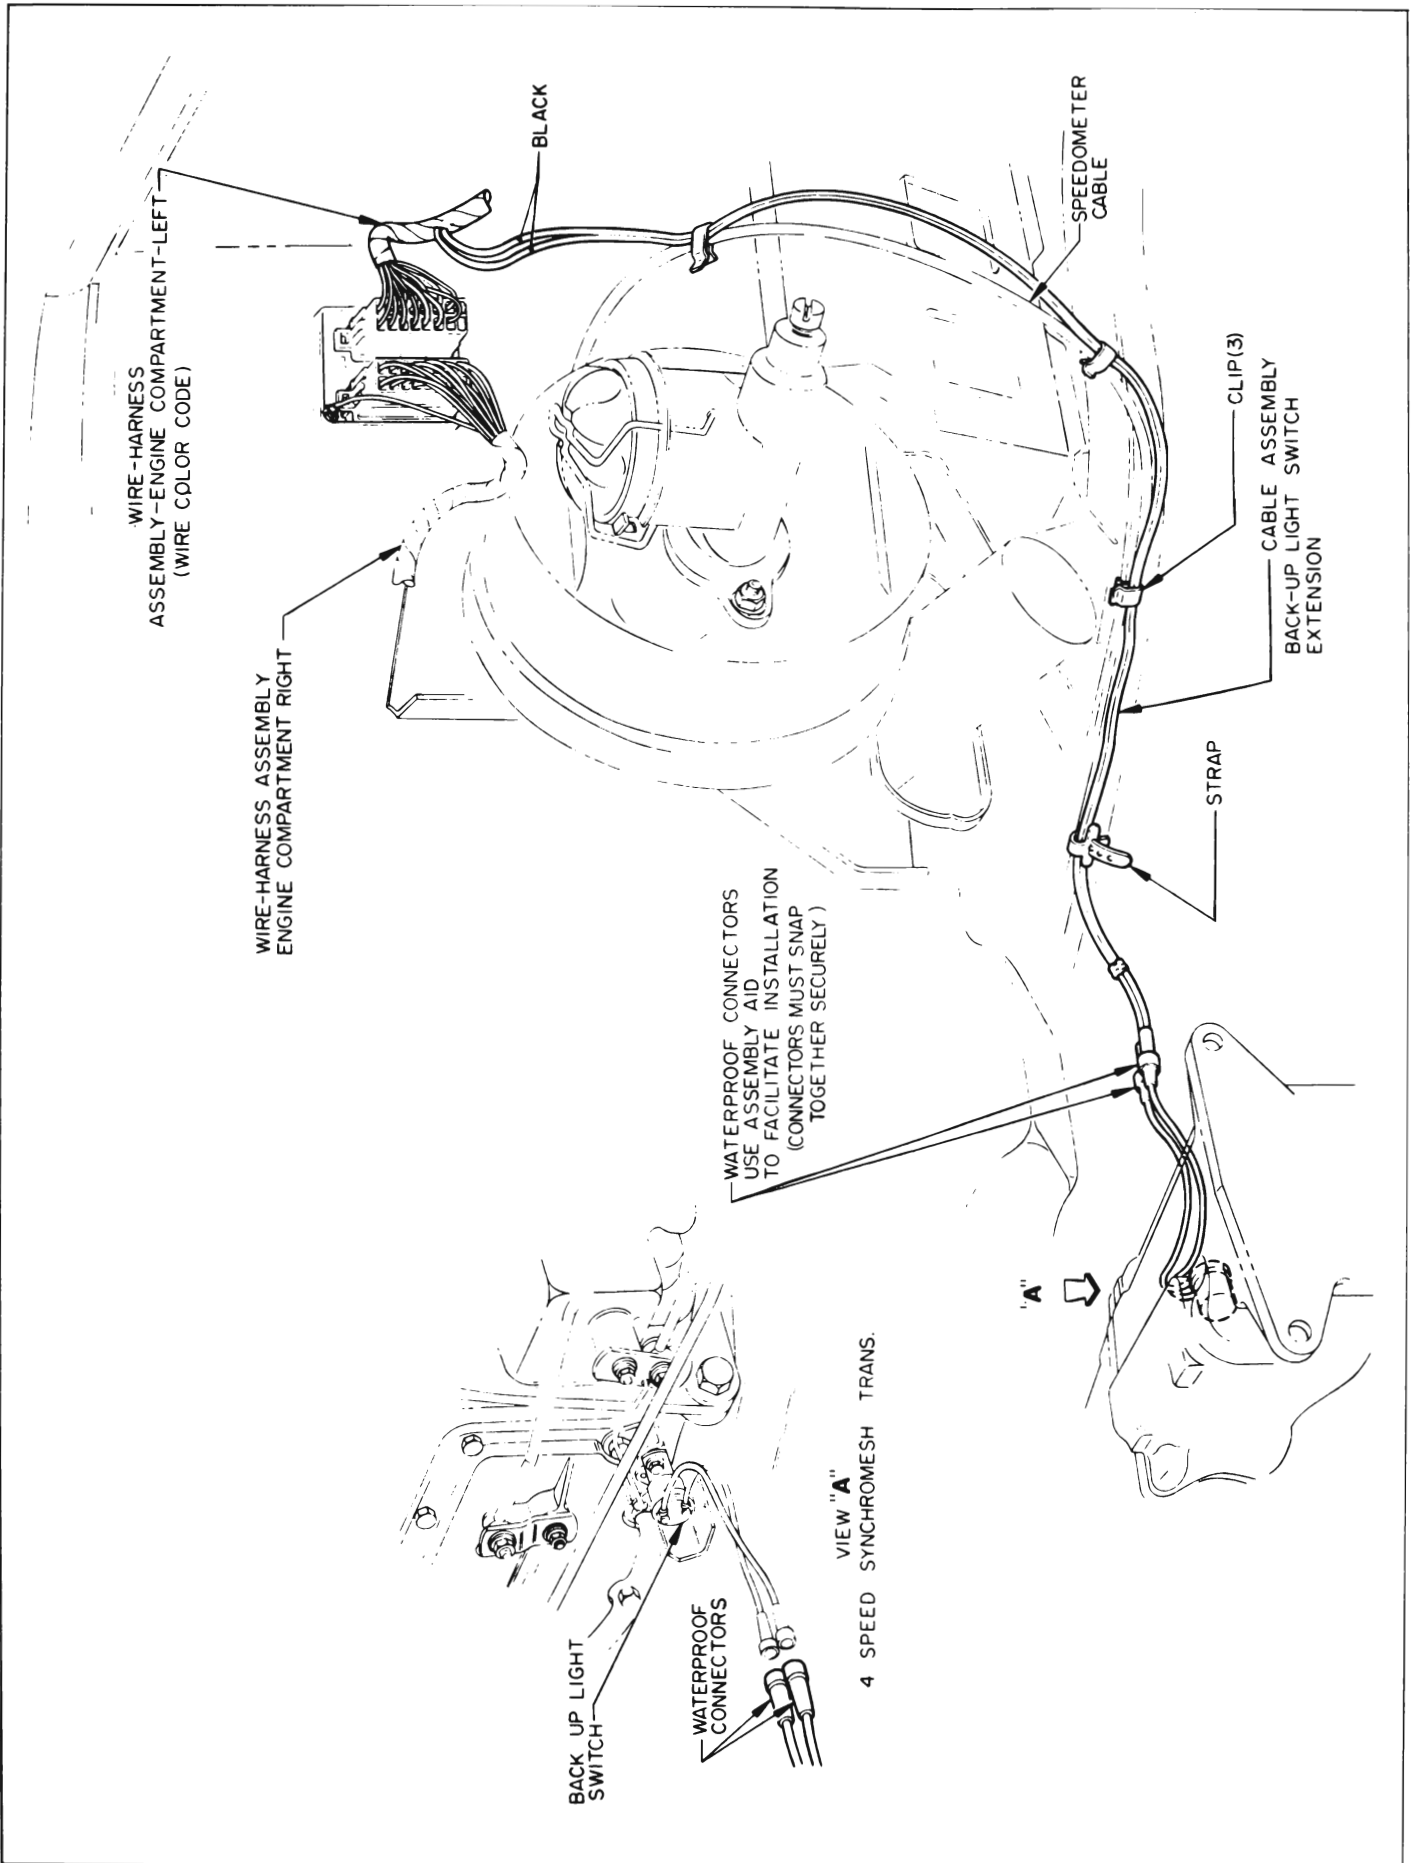 WIRE-HARNESS
ASSEMBLY-ENGINE COMPARTMENT-LEFT
(WIRE COLOR CODE)
BLACK
WIRE-HARNESS ASSEMBLY
ENGINE COMPARTMENT RIGHT
SPEEDOMETER
CABLE
CLIP(3)
CABLE ASSEMBLY
BACK-UP LIGHT SWITCH
EXTENSION
STRAP
WATERPROOF CONNECTORS
USE ASSEMBLY AID
TO FACILITATE INSTALLATION
(CONNECTORS MUST SNAP
TOGETHER SECURELY)
"A"
BACK UP LIGHT
SWITCH
WATERPROOF
CONNECTORS
VIEW "A"
4 SPEED SYNCHROMESH TRANS.